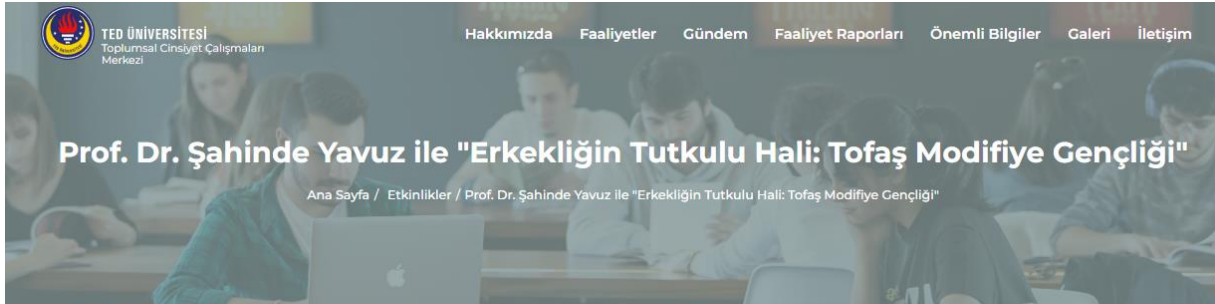 TED ÜNİVERSİTESİ
Toplumsal Cinsiyet Çalışmaları
Merkezi
Hakkımızda Faaliyetler Gündem Faaliyet Raporları Önemli Bilgiler Galeri İletişim
Prof. Dr. Şahinde Yavuz ile "Erkekliğin Tutkulu Hali: Tofaş Modifiye Gençliği"
Ana Sayfa / Etkinlikler / Prof. Dr. Şahinde Yavuz ile "Erkekliğin Tutkulu Hali: Tofaş Modifiye Gençliği"